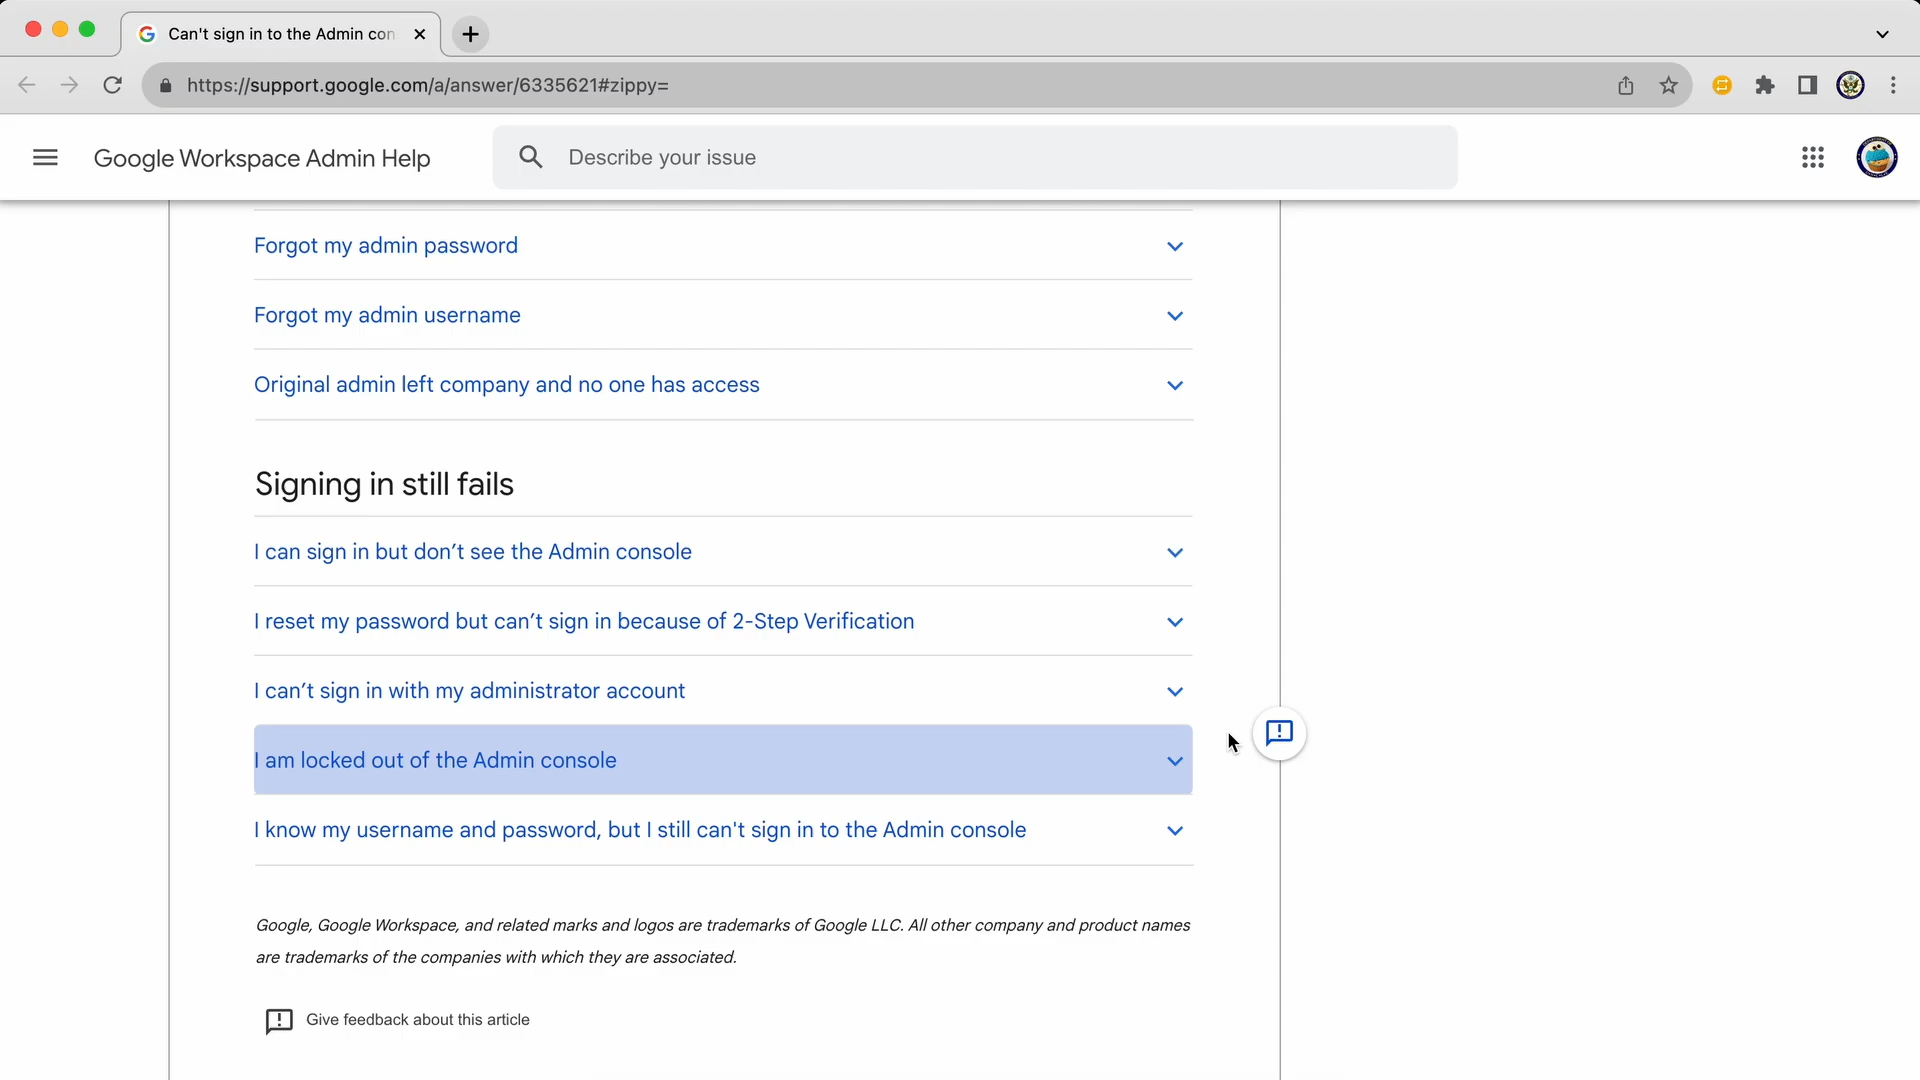 Can't sign in to the Admin con
https://support.google.com/a/answer/6335621#zippy=
Google Workspace Admin Help
Describe your issue
Forgot my admin password
Forgot my admin username
Original admin left company and no one has access
Signing in still fails
I can sign in but don’t see the Admin console
I reset my password but can’t sign in because of 2-Step Verification
I can’t sign in with my administrator account
I am locked out of the Admin console
I know my username and password, but I still can't sign in to the Admin console
Google, Google Workspace, and related marks and logos are trademarks of Google LLC. All other company and product names
are trademarks of the companies with which they are associated.
Give feedback about this article